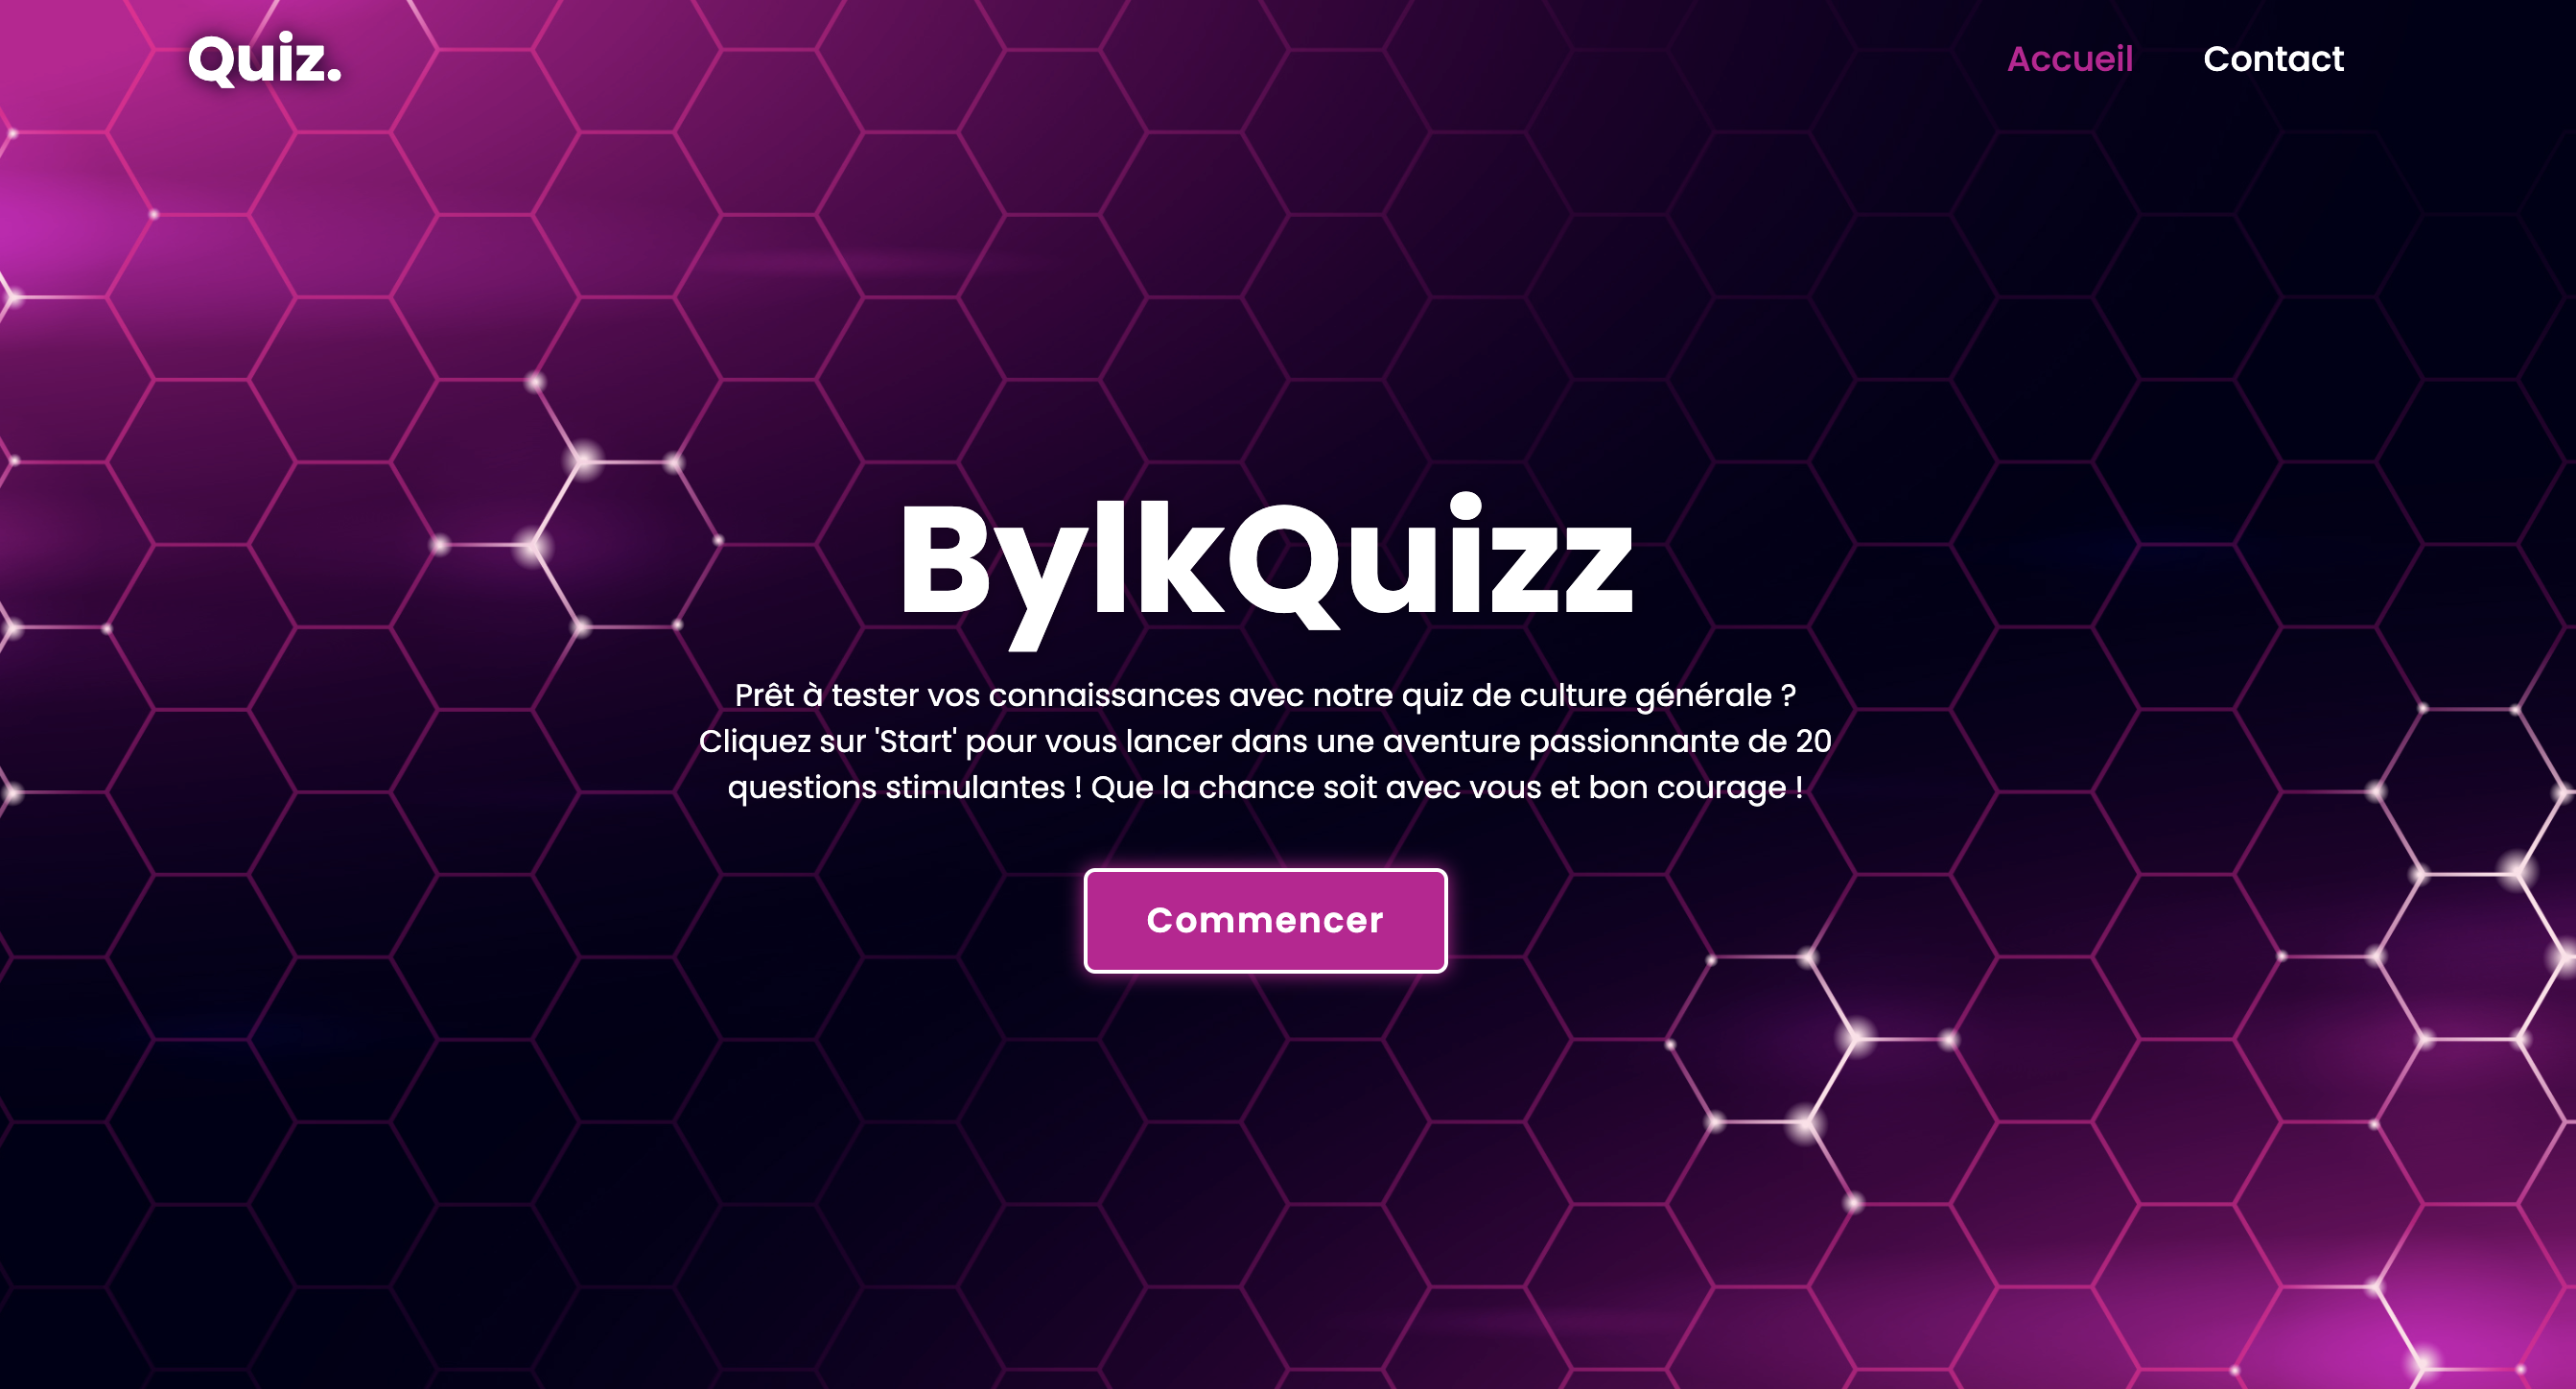 Quiz.
Accueil
Contact
BylkQuizz
Prêt à tester vos connaissances avec notre quiz de culture générale ?
Cliquez sur 'Start' pour vous lancer dans une aventure passionnante de 20
questions stimulantes ! Que la chance soit avec vous et bon courage !
Commencer